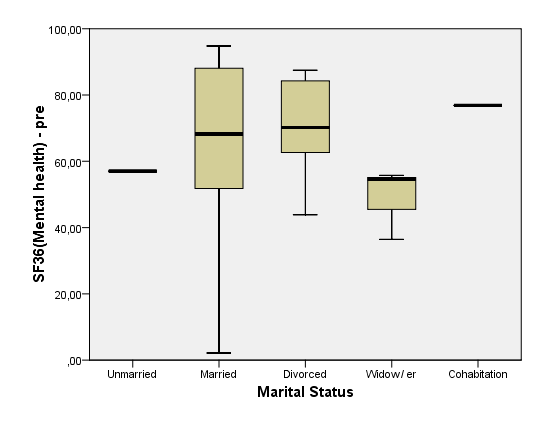 100,00
80,00
60,00
40,00
20,00
,00
SF36(Mental health) - pre
Unmarried
Married
Divorced
Widow/er
Cohabitation
Marital Status